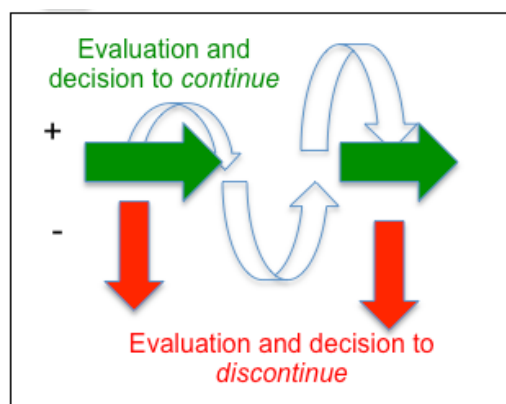 Evaluation and
decision to continue
+
-
Evaluation and decision to
discontinue